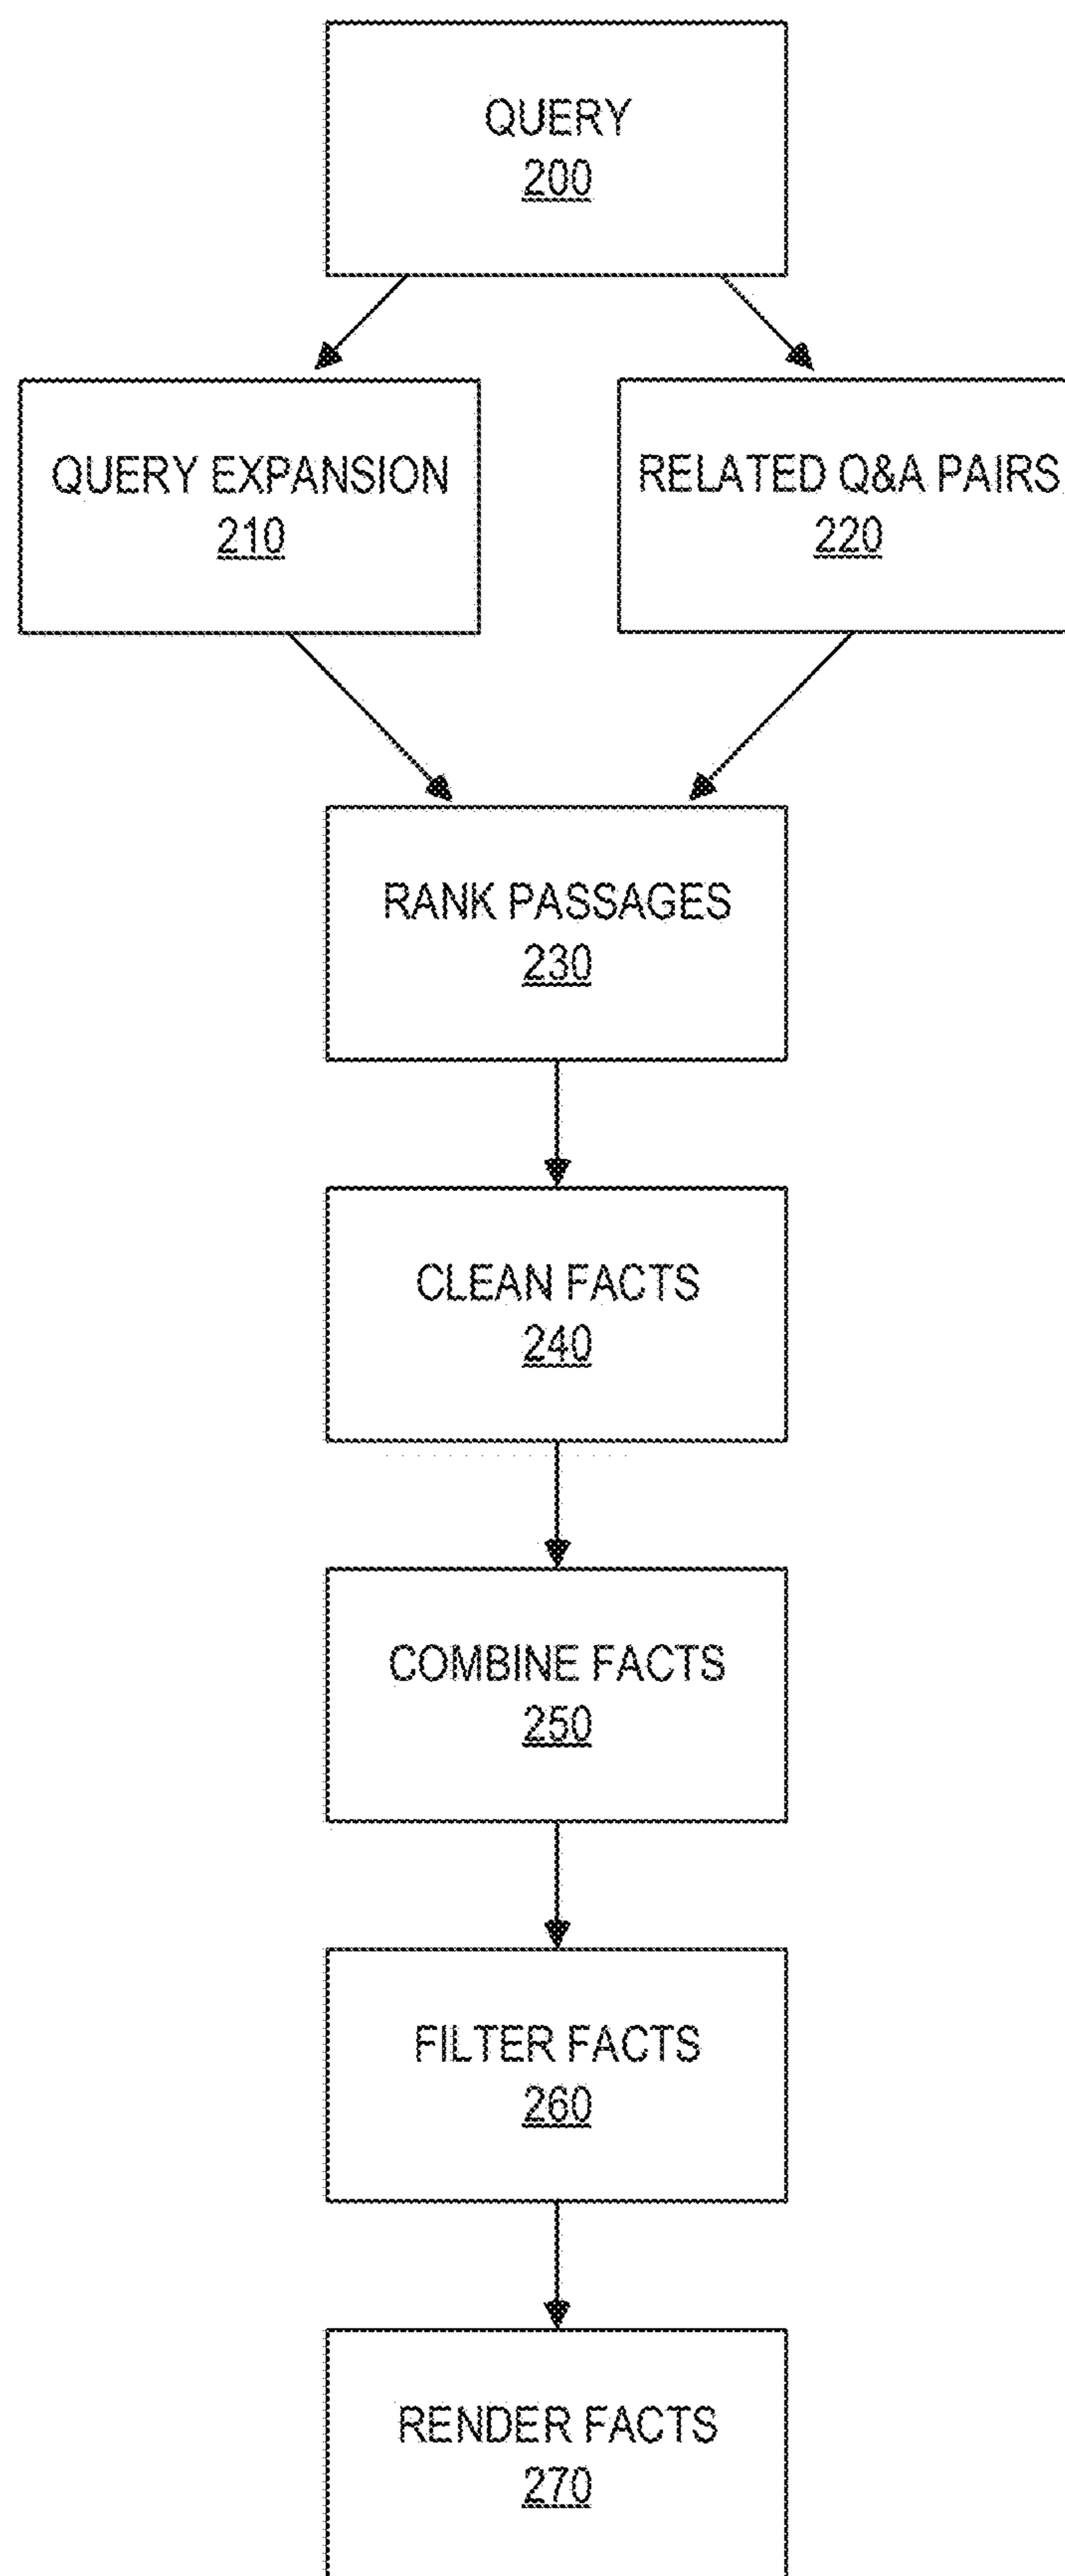 QUERY
200
QUERY EXPANSION
210
RELATED Q&A PAIRS
220
RANK PASSAGES
230
CLEAN FACTS
240
COMBINE FACTS
250
FILTER FACTS
260
RENDER FACTS
270